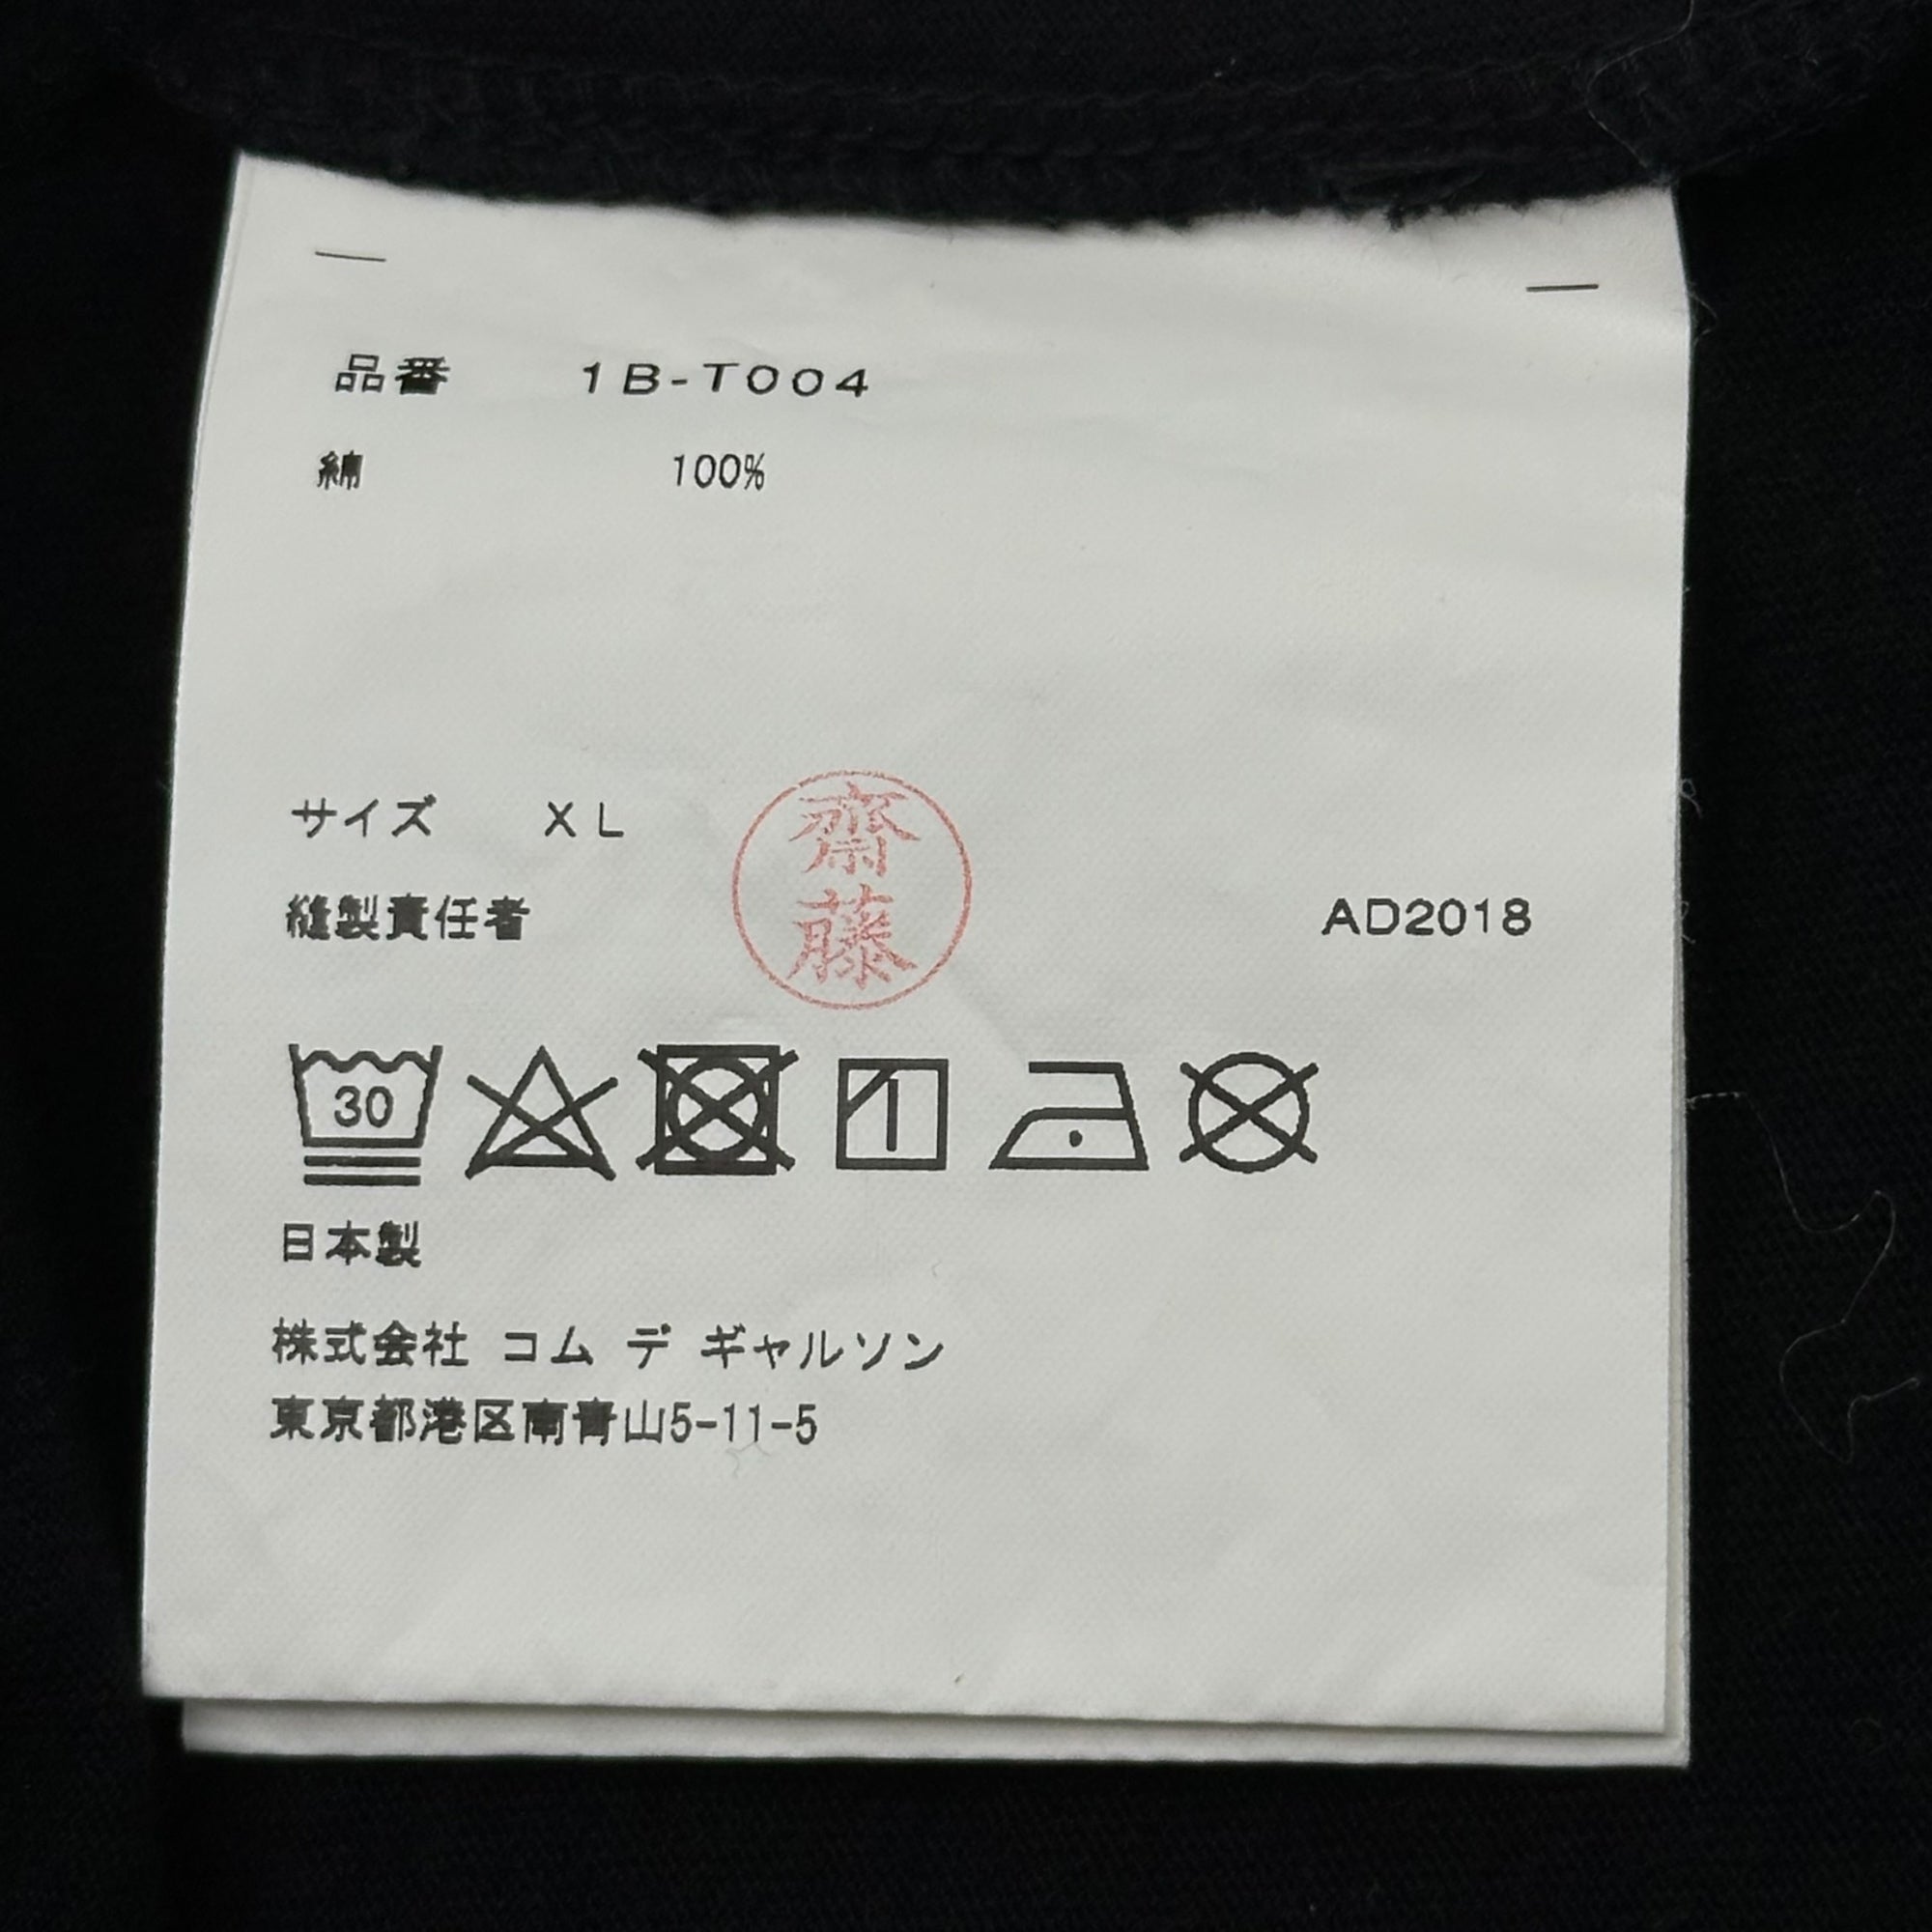 品番 1B-T004
綿 100%
サイズ XL
齋藤
縫製責任者 AD2018
30
日本製
株式会社 コム デ ギャルソン
東京都港区南青山5-11-5